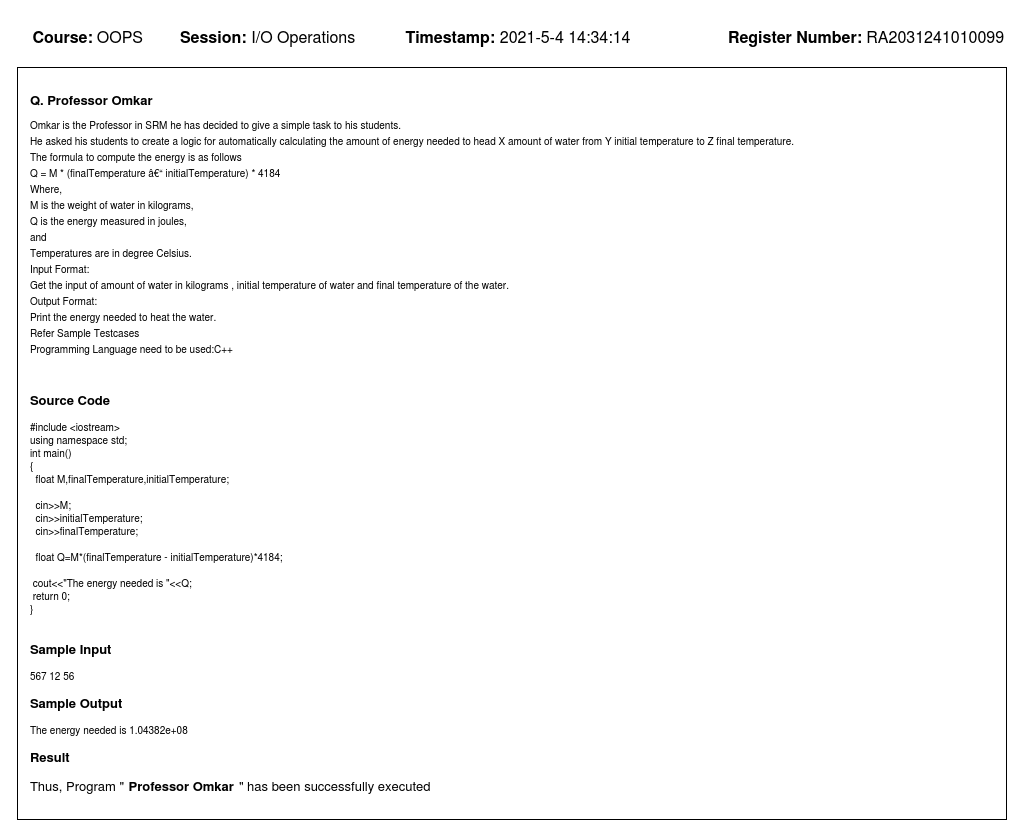 Course: OOPS Session: I/O Operations Timestamp: 2021-5-4 14:34:14 Register Number: RA2031241010099
Q. Professor Omkar
Omkar is the Professor in SRM he has decided to give a simple task to his students.
He asked his students to create a logic for automatically calculating the amount of energy needed to head X amount of water from Y initial temperature to Z final temperature.
The formula to compute the energy is as follows
Q = M * (finalTemperature â€“ initialTemperature) * 4184
Where,
M is the weight of water in kilograms,
Q is the energy measured in joules,
and
Temperatures are in degree Celsius.
Input Format:
Get the input of amount of water in kilograms , initial temperature of water and final temperature of the water.
Output Format:
Print the energy needed to heat the water.
Refer Sample Testcases
Programming Language need to be used:C++
Source Code
#include <iostream>
using namespace std;
int main()
{
float M,finalTemperature,initialTemperature;
cin>>M;
cin>>initialTemperature;
cin>>finalTemperature;
float Q=M*(finalTemperature - initialTemperature)*4184;
cout<<"The energy needed is "<<Q;
return 0;
}
Sample Input
567 12 56
Sample Output
The energy needed is 1.04382e+08
Result
Thus, Program " Professor Omkar " has been successfully executed